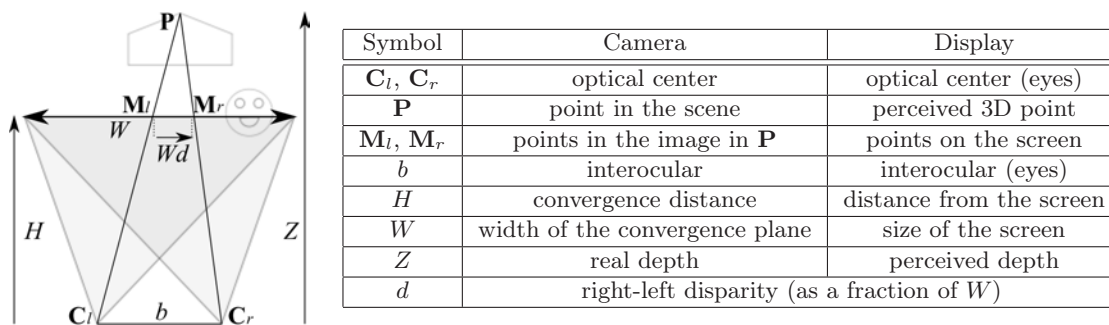 P
M_l M_r
W
Wd
H Z
C_l b C_r
Symbol Camera Display
C_l, C_r optical center optical center (eyes)
P point in the scene perceived 3D point
M_l, M_r points in the image in P points on the screen
b interocular interocular (eyes)
H convergence distance distance from the screen
W width of the convergence plane size of the screen
Z real depth perceived depth
d right-left disparity (as a fraction of W)